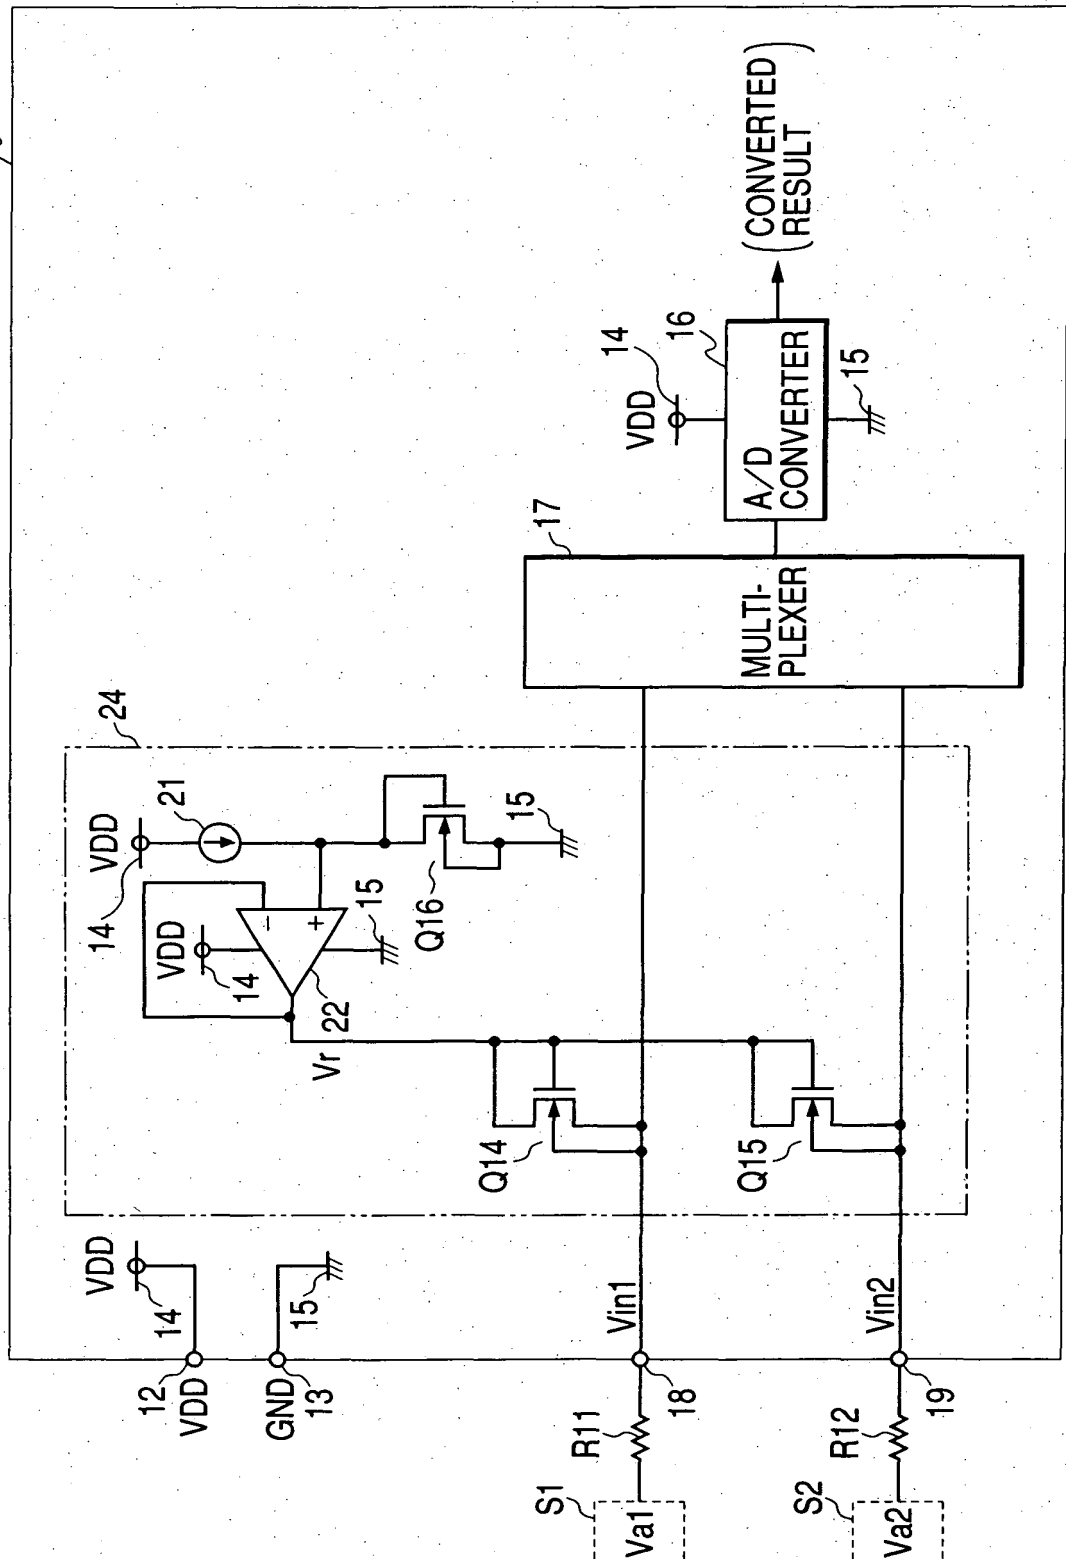 24
VDD
14
21
VDD
14
-
+
22
15
Q16
15
Vr
Q14
Q15
VDD
14
15
12
VDD
GND
13
S1
Va1
R11
18
Vin1
S2
Va2
R12
19
Vin2
17
MULTI-
PLEXER
VDD
14
16
A/D
CONVERTER
15
(CONVERTED
RESULT)